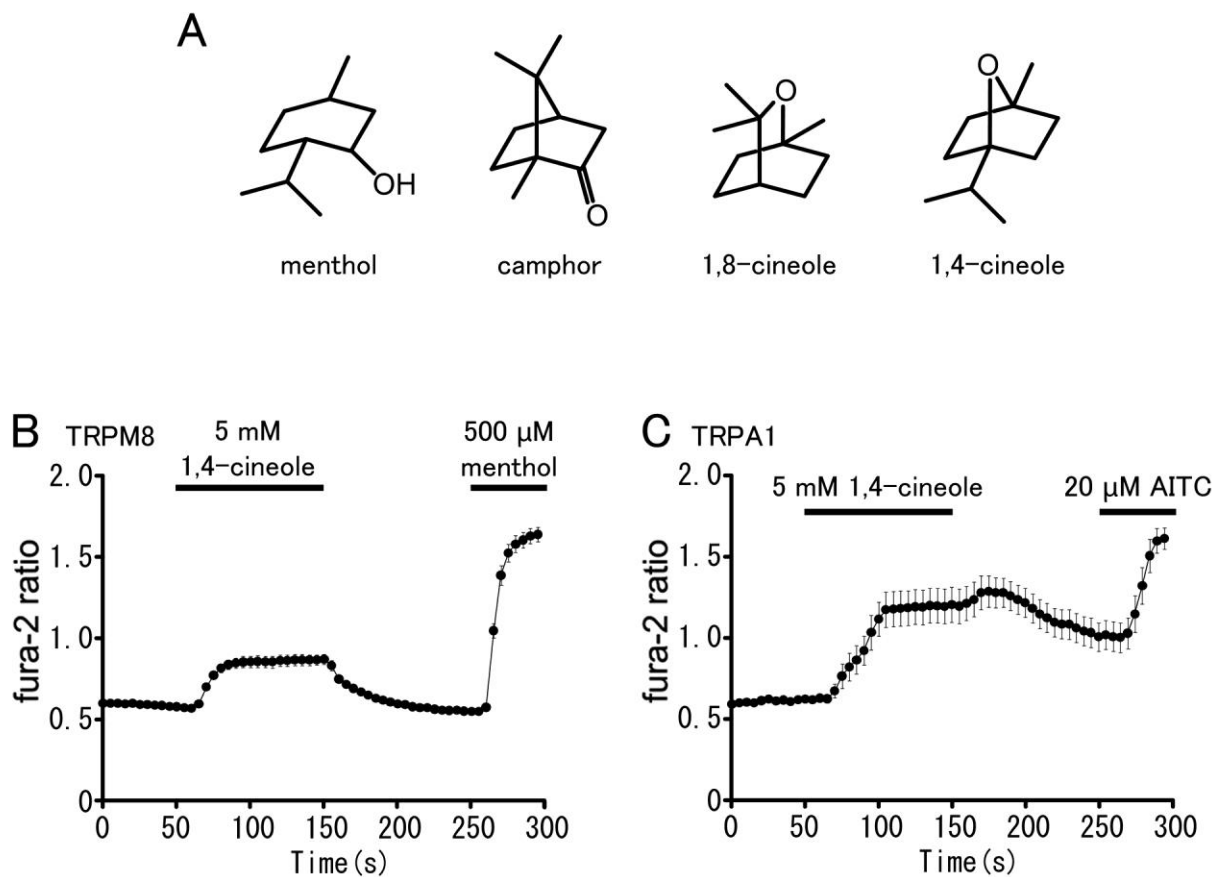 A
OH
O
O
O
menthol
camphor
1,8-cineole
1,4-cineole
B TRPM8
5 mM
1,4-cineole
500 μM
menthol
2.0
1.5
1.0
0.5
0
fura-2 ratio
0 50 100 150 200 250 300
Time(s)
C TRPA1
5 mM 1,4-cineole
20 μM AITC
2.0
1.5
1.0
0.5
0
fura-2 ratio
0 50 100 150 200 250 300
Time(s)